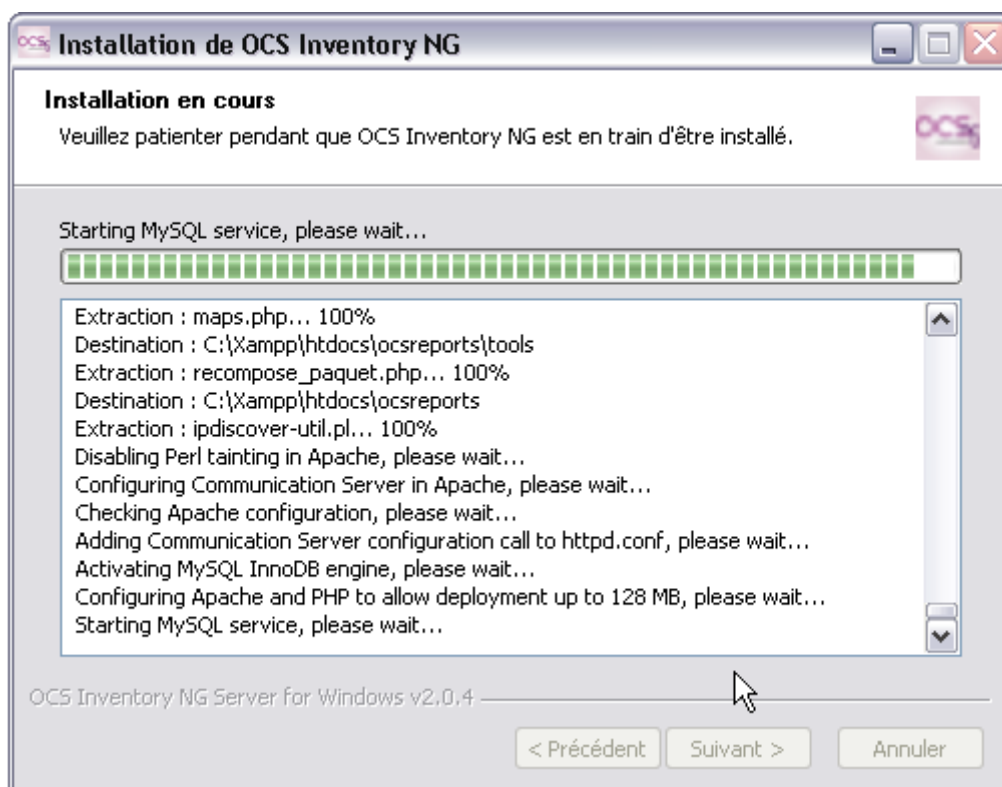 OCSs Installation de OCS Inventory NG
Installation en cours
Veuillez patienter pendant que OCS Inventory NG est en train d'être installé.
OCSs
Starting MySQL service, please wait...
Extraction : maps.php... 100%
Destination : C:\Xampp\htdocs\ocsreports\tools
Extraction : recompose_paquet.php... 100%
Destination : C:\Xampp\htdocs\ocsreports
Extraction : ipdiscover-util.pl... 100%
Disabling Perl tainting in Apache, please wait...
Configuring Communication Server in Apache, please wait...
Checking Apache configuration, please wait...
Adding Communication Server configuration call to httpd.conf, please wait...
Activating MySQL InnoDB engine, please wait...
Configuring Apache and PHP to allow deployment up to 128 MB, please wait...
Starting MySQL service, please wait...
OCS Inventory NG Server for Windows v2.0.4
< Précédent Suivant > Annuler